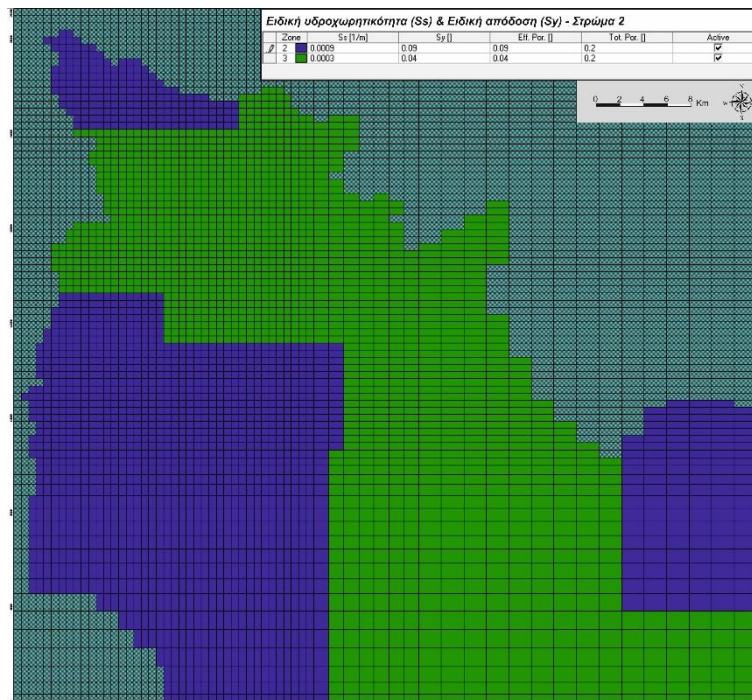 Ειδική υδροχωρητικότητα (Ss) & Ειδική απόδοση (Sy) - Στρώμα 2
Zone Ss [1/m] Sy [] Eff. Por. [] Tot. Por. [] Active
2 0.0009 0.09 0.09 0.2
3 0.0003 0.04 0.04 0.2
0 2 4 6 8 Km